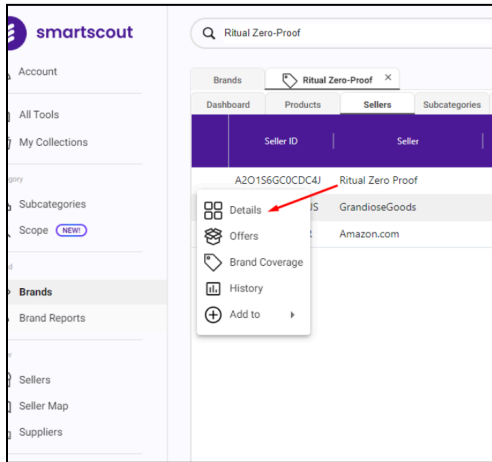 smartscout
Ritual Zero-Proof
Account
All Tools
My Collections
Subcategories
Scope NEW!
Brands
Brand Reports
Sellers
Seller Map
Suppliers
Brands Ritual Zero-Proof ×
Dashboard Products Sellers Subcategories
Seller ID Seller
A2O1S6GC0CDC4J Ritual Zero Proof
GrandioseGoods
Amazon.com
Details
Offers
Brand Coverage
History
Add to